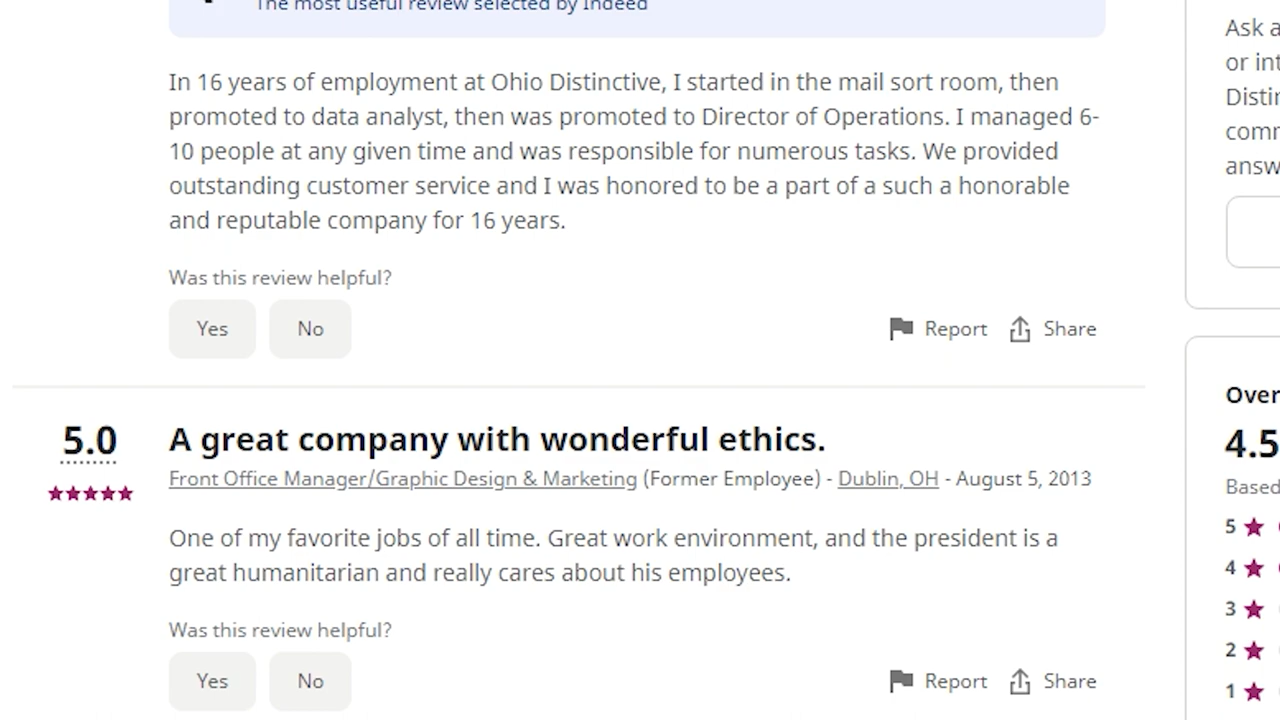 The most useful review selected by Indeed
In 16 years of employment at Ohio Distinctive, I started in the mail sort room, then
promoted to data analyst, then was promoted to Director of Operations. I managed 6-
10 people at any given time and was responsible for numerous tasks. We provided
outstanding customer service and I was honored to be a part of a such a honorable
and reputable company for 16 years.
Was this review helpful?
Yes No
Report Share
5.0
A great company with wonderful ethics.
Front Office Manager/Graphic Design & Marketing (Former Employee) - Dublin, OH - August 5, 2013
One of my favorite jobs of all time. Great work environment, and the president is a
great humanitarian and really cares about his employees.
Was this review helpful?
Yes No
Report Share
Ask a
or int
Distin
comm
answ
Over
4.5
Based
5
4
3
2
1